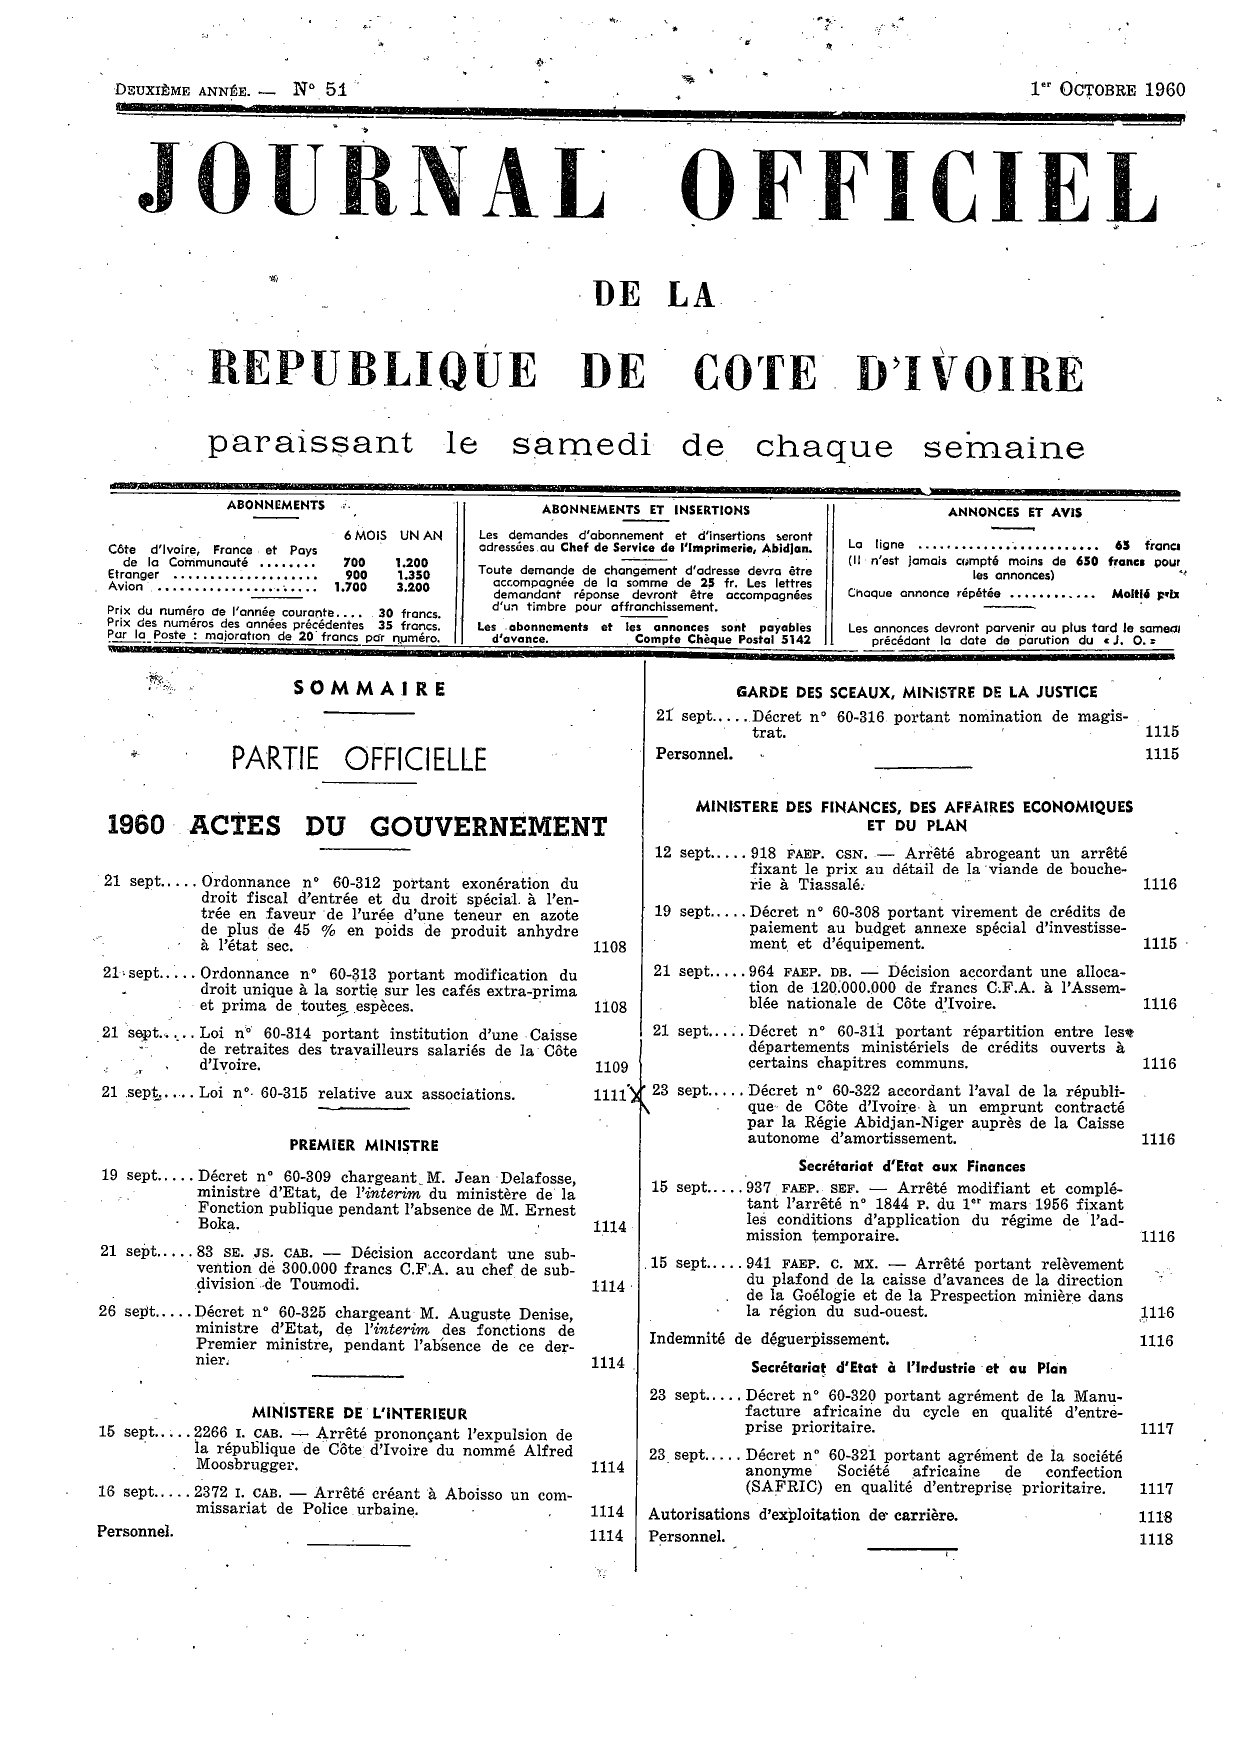 DEUXIÈME ANNÉE. — N° 51
1er OCTOBRE 1960
JOURNAL OFFICIEL
DE LA
REPUBLIQUE DE COTE D'IVOIRE
paraissant le samedi de chaque semaine
ABONNEMENTS
6 MOIS UN AN
Côte d'Ivoire, France et Pays
de la Communauté ........ 700 1.200
Etranger .................... 900 1.350
Avion ...................... 1.700 3.200
Prix du numéro de l'année courante.... 30 francs.
Prix des numéros des années précédentes 35 francs.
Par la Poste : majoration de 20 francs par numéro.
ABONNEMENTS ET INSERTIONS
Les demandes d'abonnement et d'insertions seront
adressées au Chef de Service de l'Imprimerie, Abidjan.
Toute demande de changement d'adresse devra être
accompagnée de la somme de 25 fr. Les lettres
demandant réponse devront être accompagnées
d'un timbre pour affranchissement.
Les abonnements et les annonces sont payables
d'avance. Compte Chèque Postal 5142
ANNONCES ET AVIS
La ligne ........................ 65 francs
(Il n'est jamais compté moins de 650 francs pour
les annonces)
Chaque annonce répétée ............ Moitié prix
Les annonces devront parvenir au plus tard le samedi
précédant la date de parution du « J. O. »
SOMMAIRE
PARTIE OFFICIELLE
1960 ACTES DU GOUVERNEMENT
21 sept..... Ordonnance n° 60-312 portant exonération du
droit fiscal d'entrée et du droit spécial à l'en-
trée en faveur de l'urée d'une teneur en azote
de plus de 45 % en poids de produit anhydre
à l'état sec. 1108
21 sept..... Ordonnance n° 60-313 portant modification du
droit unique à la sortie sur les cafés extra-prima
et prima de toutes espèces. 1108
21 sept..... Loi n° 60-314 portant institution d'une Caisse
de retraites des travailleurs salariés de la Côte
d'Ivoire. 1109
21 sept..... Loi n° 60-315 relative aux associations. 1111
PREMIER MINISTRE
19 sept..... Décret n° 60-309 chargeant M. Jean Delafosse,
ministre d'Etat, de l'interim du ministère de la
Fonction publique pendant l'absence de M. Ernest
Boka. 1114
21 sept..... 83 SE. JS. CAB. — Décision accordant une sub-
vention de 300.000 francs C.F.A. au chef de sub-
division de Toumodi. 1114
26 sept..... Décret n° 60-325 chargeant M. Auguste Denise,
ministre d'Etat, de l'interim des fonctions de
Premier ministre, pendant l'absence de ce der-
nier. 1114
MINISTERE DE L'INTERIEUR
15 sept..... 2266 I. CAB. — Arrêté prononçant l'expulsion de
la république de Côte d'Ivoire du nommé Alfred
Moosbrugger. 1114
16 sept..... 2372 I. CAB. — Arrêté créant à Aboisso un com-
missariat de Police urbaine. 1114
Personnel. 1114
GARDE DES SCEAUX, MINISTRE DE LA JUSTICE
21 sept..... Décret n° 60-316 portant nomination de magis-
trat. 1115
Personnel. 1115
MINISTERE DES FINANCES, DES AFFAIRES ECONOMIQUES
ET DU PLAN
12 sept..... 918 FAEP. CSN. — Arrêté abrogeant un arrêté
fixant le prix au détail de la viande de bouche-
rie à Tiassalé. 1116
19 sept..... Décret n° 60-308 portant virement de crédits de
paiement au budget annexe spécial d'investisse-
ment et d'équipement. 1115
21 sept..... 964 FAEP. DB. — Décision accordant une alloca-
tion de 120.000.000 de francs C.F.A. à l'Assem-
blée nationale de Côte d'Ivoire. 1116
21 sept..... Décret n° 60-311 portant répartition entre les
départements ministériels de crédits ouverts à
certains chapitres communs. 1116
23 sept..... Décret n° 60-322 accordant l'aval de la républi-
que de Côte d'Ivoire à un emprunt contracté
par la Régie Abidjan-Niger auprès de la Caisse
autonome d'amortissement. 1116
Secrétariat d'Etat aux Finances
15 sept..... 937 FAEP. SEF. — Arrêté modifiant et complé-
tant l'arrêté n° 1844 P. du 1er mars 1956 fixant
les conditions d'application du régime de l'ad-
mission temporaire. 1116
15 sept..... 941 FAEP. C. MX. — Arrêté portant relèvement
du plafond de la caisse d'avances de la direction
de la Goélogie et de la Prespection minière dans
la région du sud-ouest. 1116
Indemnité de déguerpissement. 1116
Secrétariat d'Etat à l'Industrie et au Plan
23 sept..... Décret n° 60-320 portant agrément de la Manu-
facture africaine du cycle en qualité d'entre-
prise prioritaire. 1117
23 sept..... Décret n° 60-321 portant agrément de la société
anonyme Société africaine de confection
(SAFRIC) en qualité d'entreprise prioritaire. 1117
Autorisations d'exploitation de carrière. 1118
Personnel. 1118